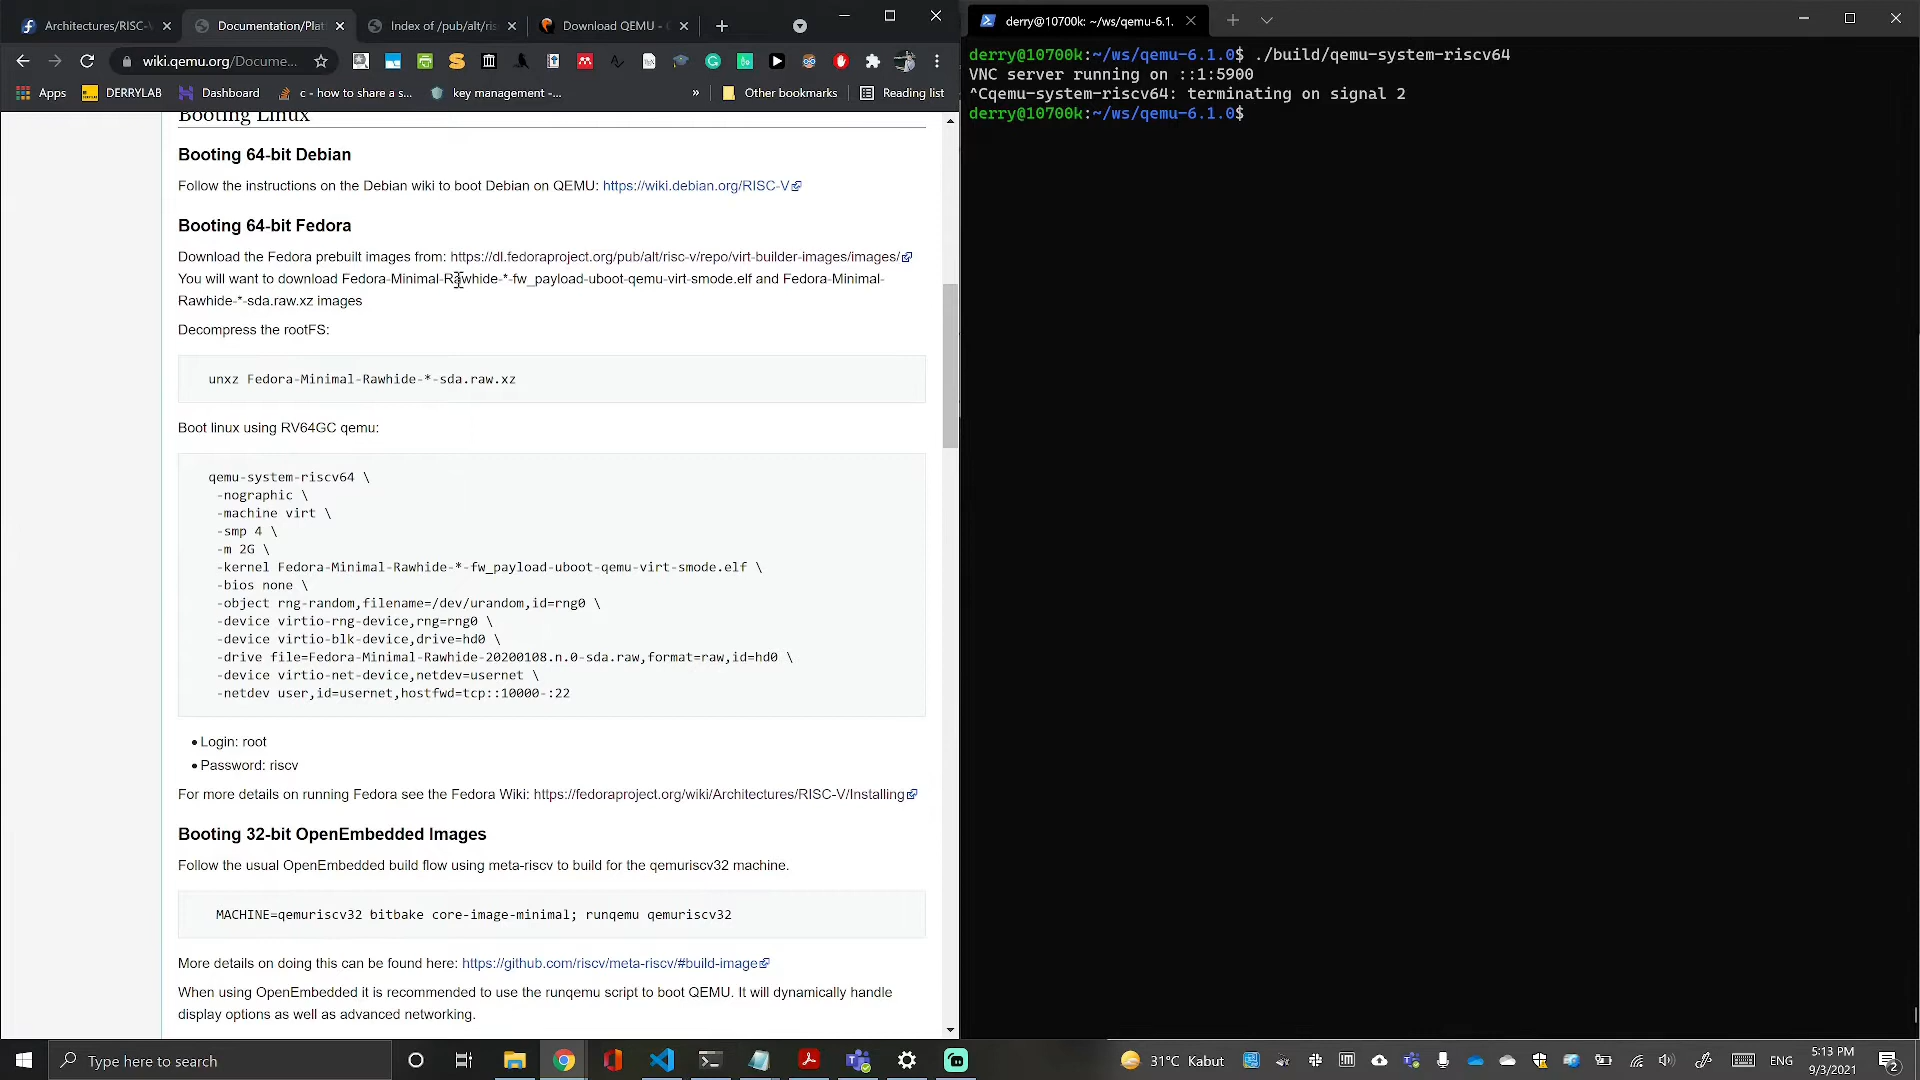 Architectures/RISC-V
Documentation/Plat
Index of /pub/alt/ris
Download QEMU -
wiki.qemu.org/Docume...
Apps
DERRYLAB
Dashboard
c - how to share a s...
key management -...
»
Other bookmarks
Reading list
Booting Linux
Booting 64-bit Debian
Follow the instructions on the Debian wiki to boot Debian on QEMU: https://wiki.debian.org/RISC-V
Booting 64-bit Fedora
Download the Fedora prebuilt images from: https://dl.fedoraproject.org/pub/alt/risc-v/repo/virt-builder-images/images/
You will want to download Fedora-Minimal-Rawhide-*-fw_payload-uboot-qemu-virt-smode.elf and Fedora-Minimal-
Rawhide-*-sda.raw.xz images
Decompress the rootFS:
unxz Fedora-Minimal-Rawhide-*-sda.raw.xz
Boot linux using RV64GC qemu:
qemu-system-riscv64 \
-nographic \
-machine virt \
-smp 4 \
-m 2G \
-kernel Fedora-Minimal-Rawhide-*-fw_payload-uboot-qemu-virt-smode.elf \
-bios none \
-object rng-random,filename=/dev/urandom,id=rng0 \
-device virtio-rng-device,rng=rng0 \
-device virtio-blk-device,drive=hd0 \
-drive file=Fedora-Minimal-Rawhide-20200108.n.0-sda.raw,format=raw,id=hd0 \
-device virtio-net-device,netdev=usernet \
-netdev user,id=usernet,hostfwd=tcp::10000-:22
• Login: root
• Password: riscv
For more details on running Fedora see the Fedora Wiki: https://fedoraproject.org/wiki/Architectures/RISC-V/Installing
Booting 32-bit OpenEmbedded Images
Follow the usual OpenEmbedded build flow using meta-riscv to build for the qemuriscv32 machine.
MACHINE=qemuriscv32 bitbake core-image-minimal; runqemu qemuriscv32
More details on doing this can be found here: https://github.com/riscv/meta-riscv/#build-image
When using OpenEmbedded it is recommended to use the runqemu script to boot QEMU. It will dynamically handle
display options as well as advanced networking.
derry@10700k: ~/ws/qemu-6.1.
derry@10700k:~/ws/qemu-6.1.0$ ./build/qemu-system-riscv64
VNC server running on ::1:5900
^Cqemu-system-riscv64: terminating on signal 2
derry@10700k:~/ws/qemu-6.1.0$
Type here to search
31°C Kabut
ENG
5:13 PM
9/3/2021
2